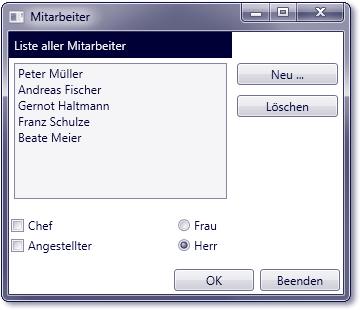 Mitarbeiter
Liste aller Mitarbeiter
Peter Müller
Andreas Fischer
Gernot Haltmann
Franz Schulze
Beate Meier
Neu ...
Löschen
Chef
Frau
Angestellter
Herr
OK
Beenden